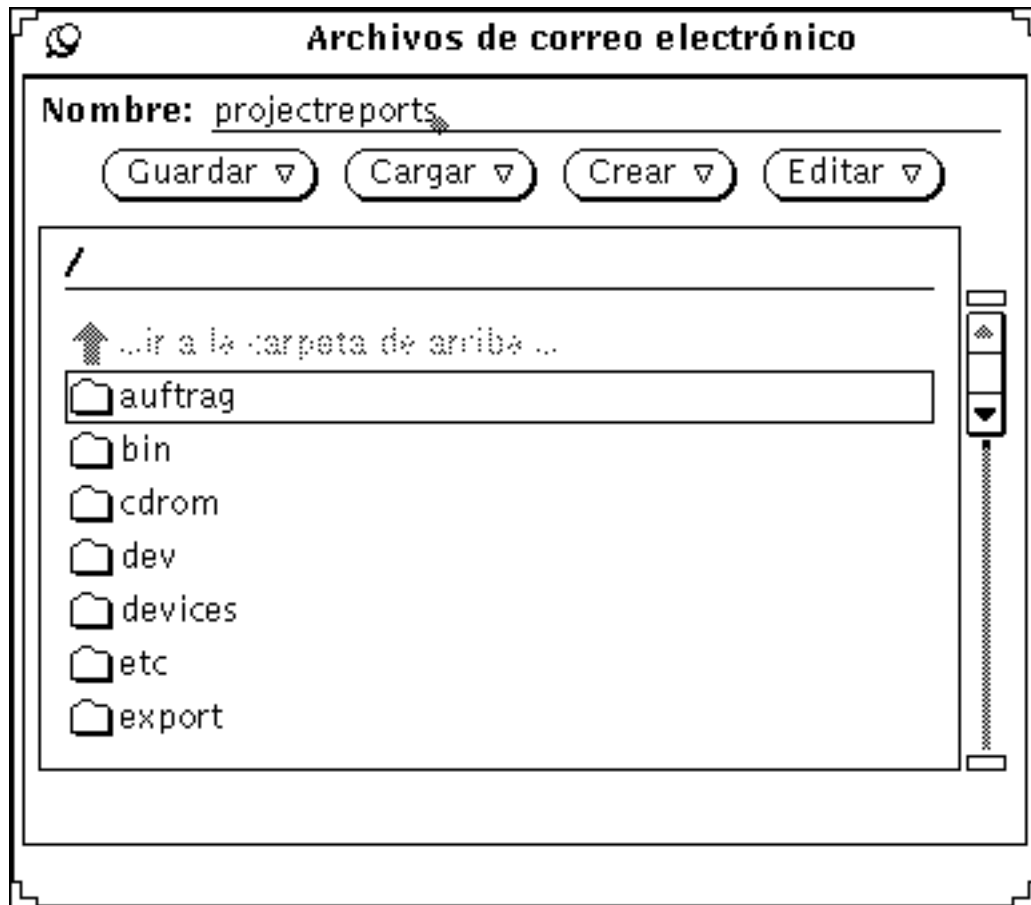 Archivos de correo electrónico
Nombre: projectreports
Guardar Cargar Crear Editar
/
...ir a la carpeta de arriba ...
auftrag
bin
cdrom
dev
devices
etc
export